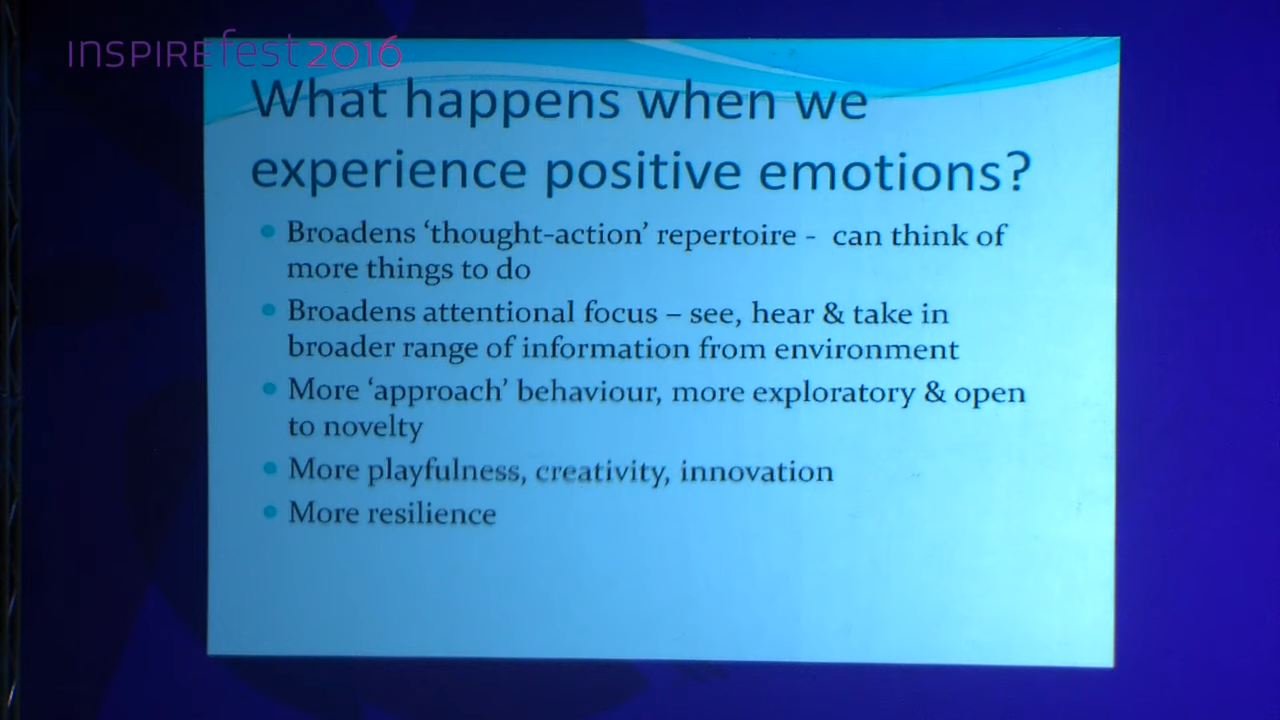 INSPIREfest2016
What happens when we
experience positive emotions?
Broadens ‘thought-action’ repertoire - can think of
more things to do
Broadens attentional focus – see, hear & take in
broader range of information from environment
More ‘approach’ behaviour, more exploratory & open
to novelty
More playfulness, creativity, innovation
More resilience